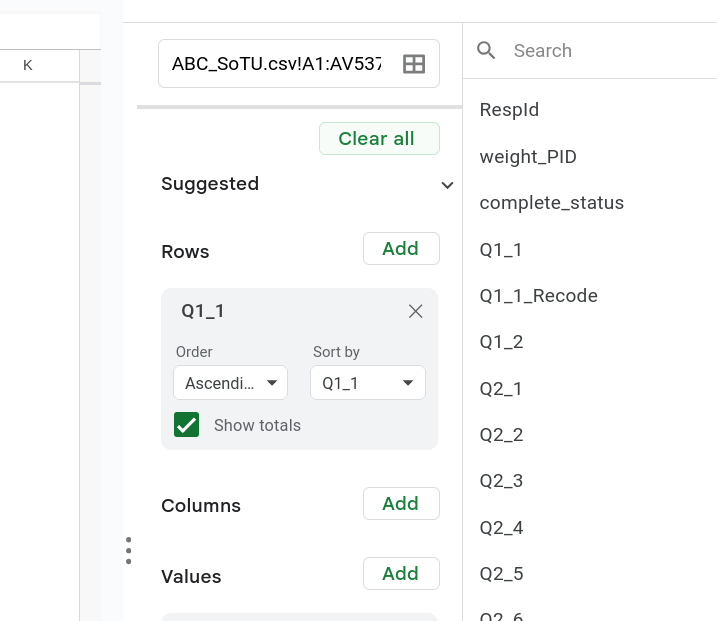 K
ABC_SoTU.csv!A1:AV537
Clear all
Suggested
Rows
Add
Q1_1
Order
Sort by
Ascendi...
Q1_1
Show totals
Columns
Add
Values
Add
Search
RespId
weight_PID
complete_status
Q1_1
Q1_1_Recode
Q1_2
Q2_1
Q2_2
Q2_3
Q2_4
Q2_5
Q2_6